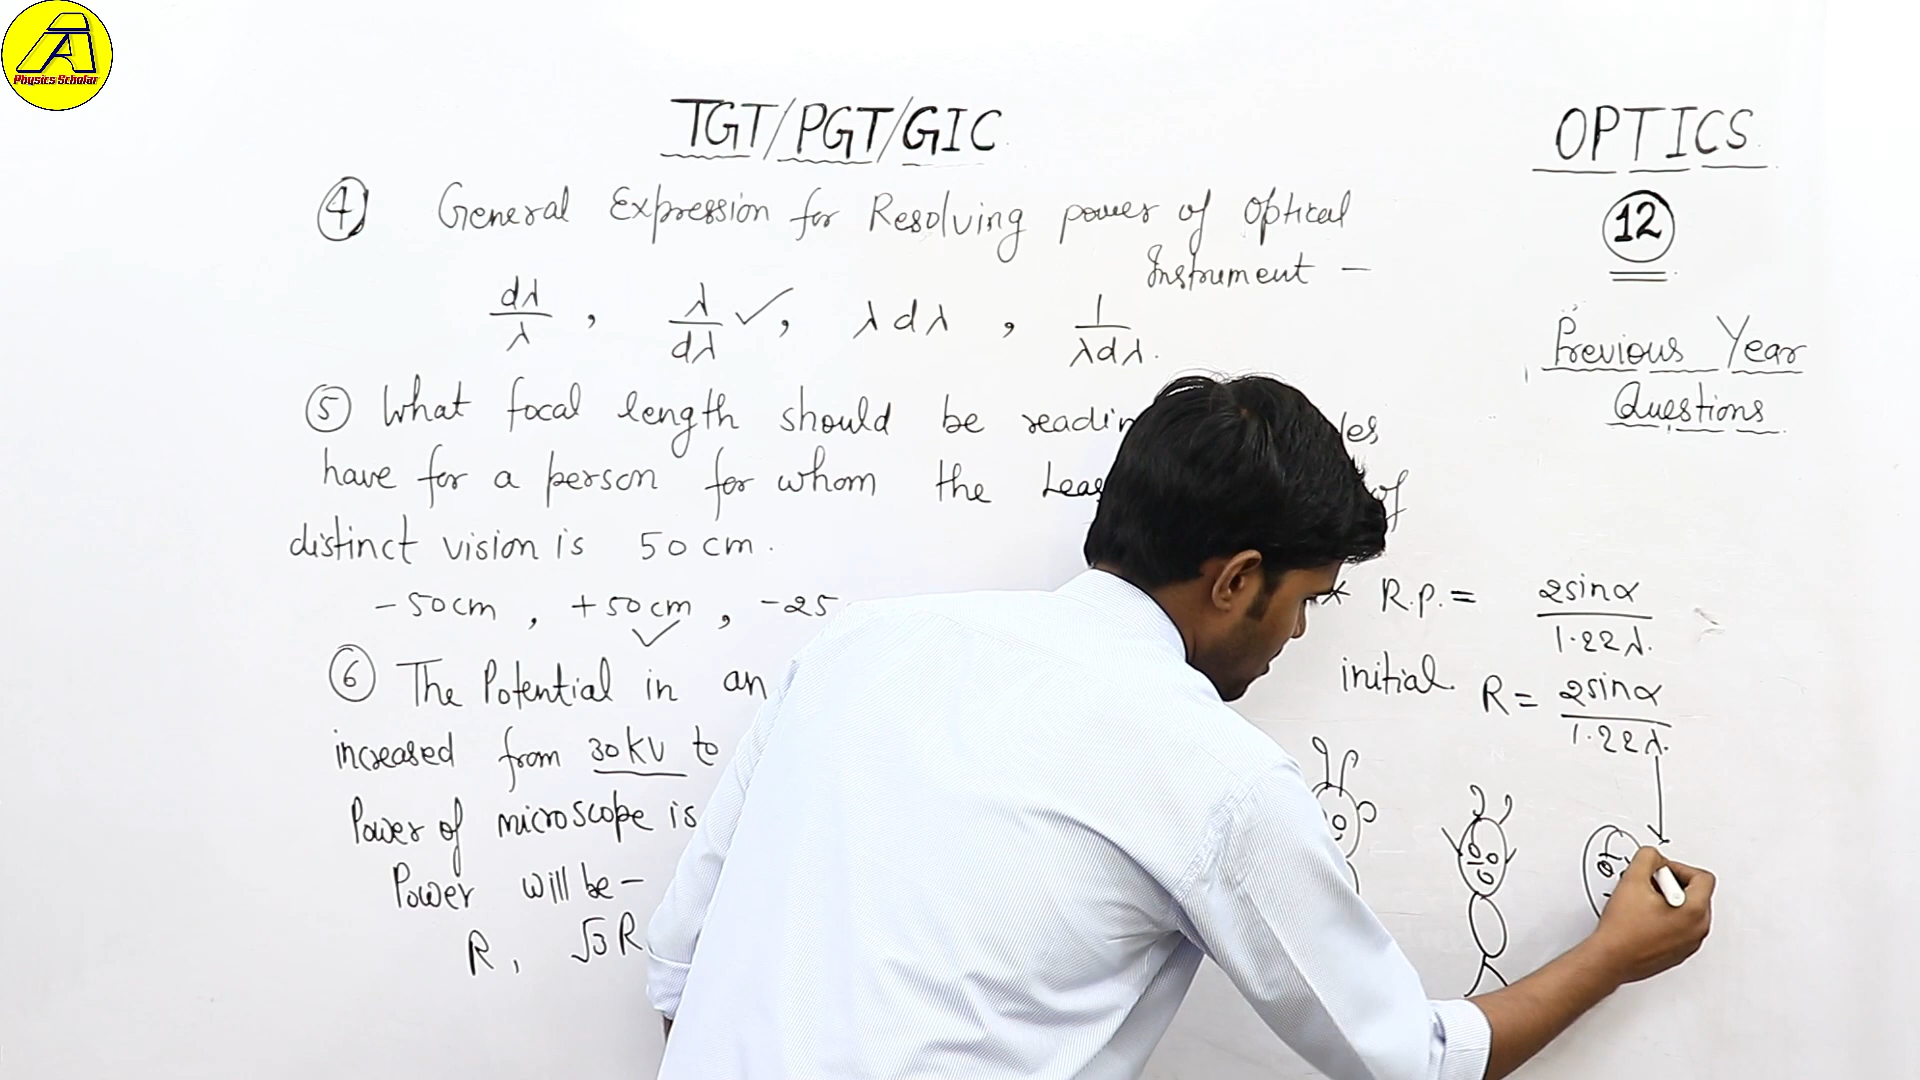 Physics Scholar
TGT/PGT/GIC
OPTICS
12
Previous Year
Questions
4 General Expression for Resolving power of optical
Instrument -
dλ/λ , λ/dλ ✓, λdλ , 1/λdλ.
5 What focal length should be
have for a person for whom the
of
distinct vision is 50 cm.
-50cm , +50cm , -25
✓
6 The Potential in an
increased from 30KV to
Power of microscope is
Power will be -
R, √3R
* R.p. = 2sinα/1.22λ.
initial. R = 2sinα/1.22λ.